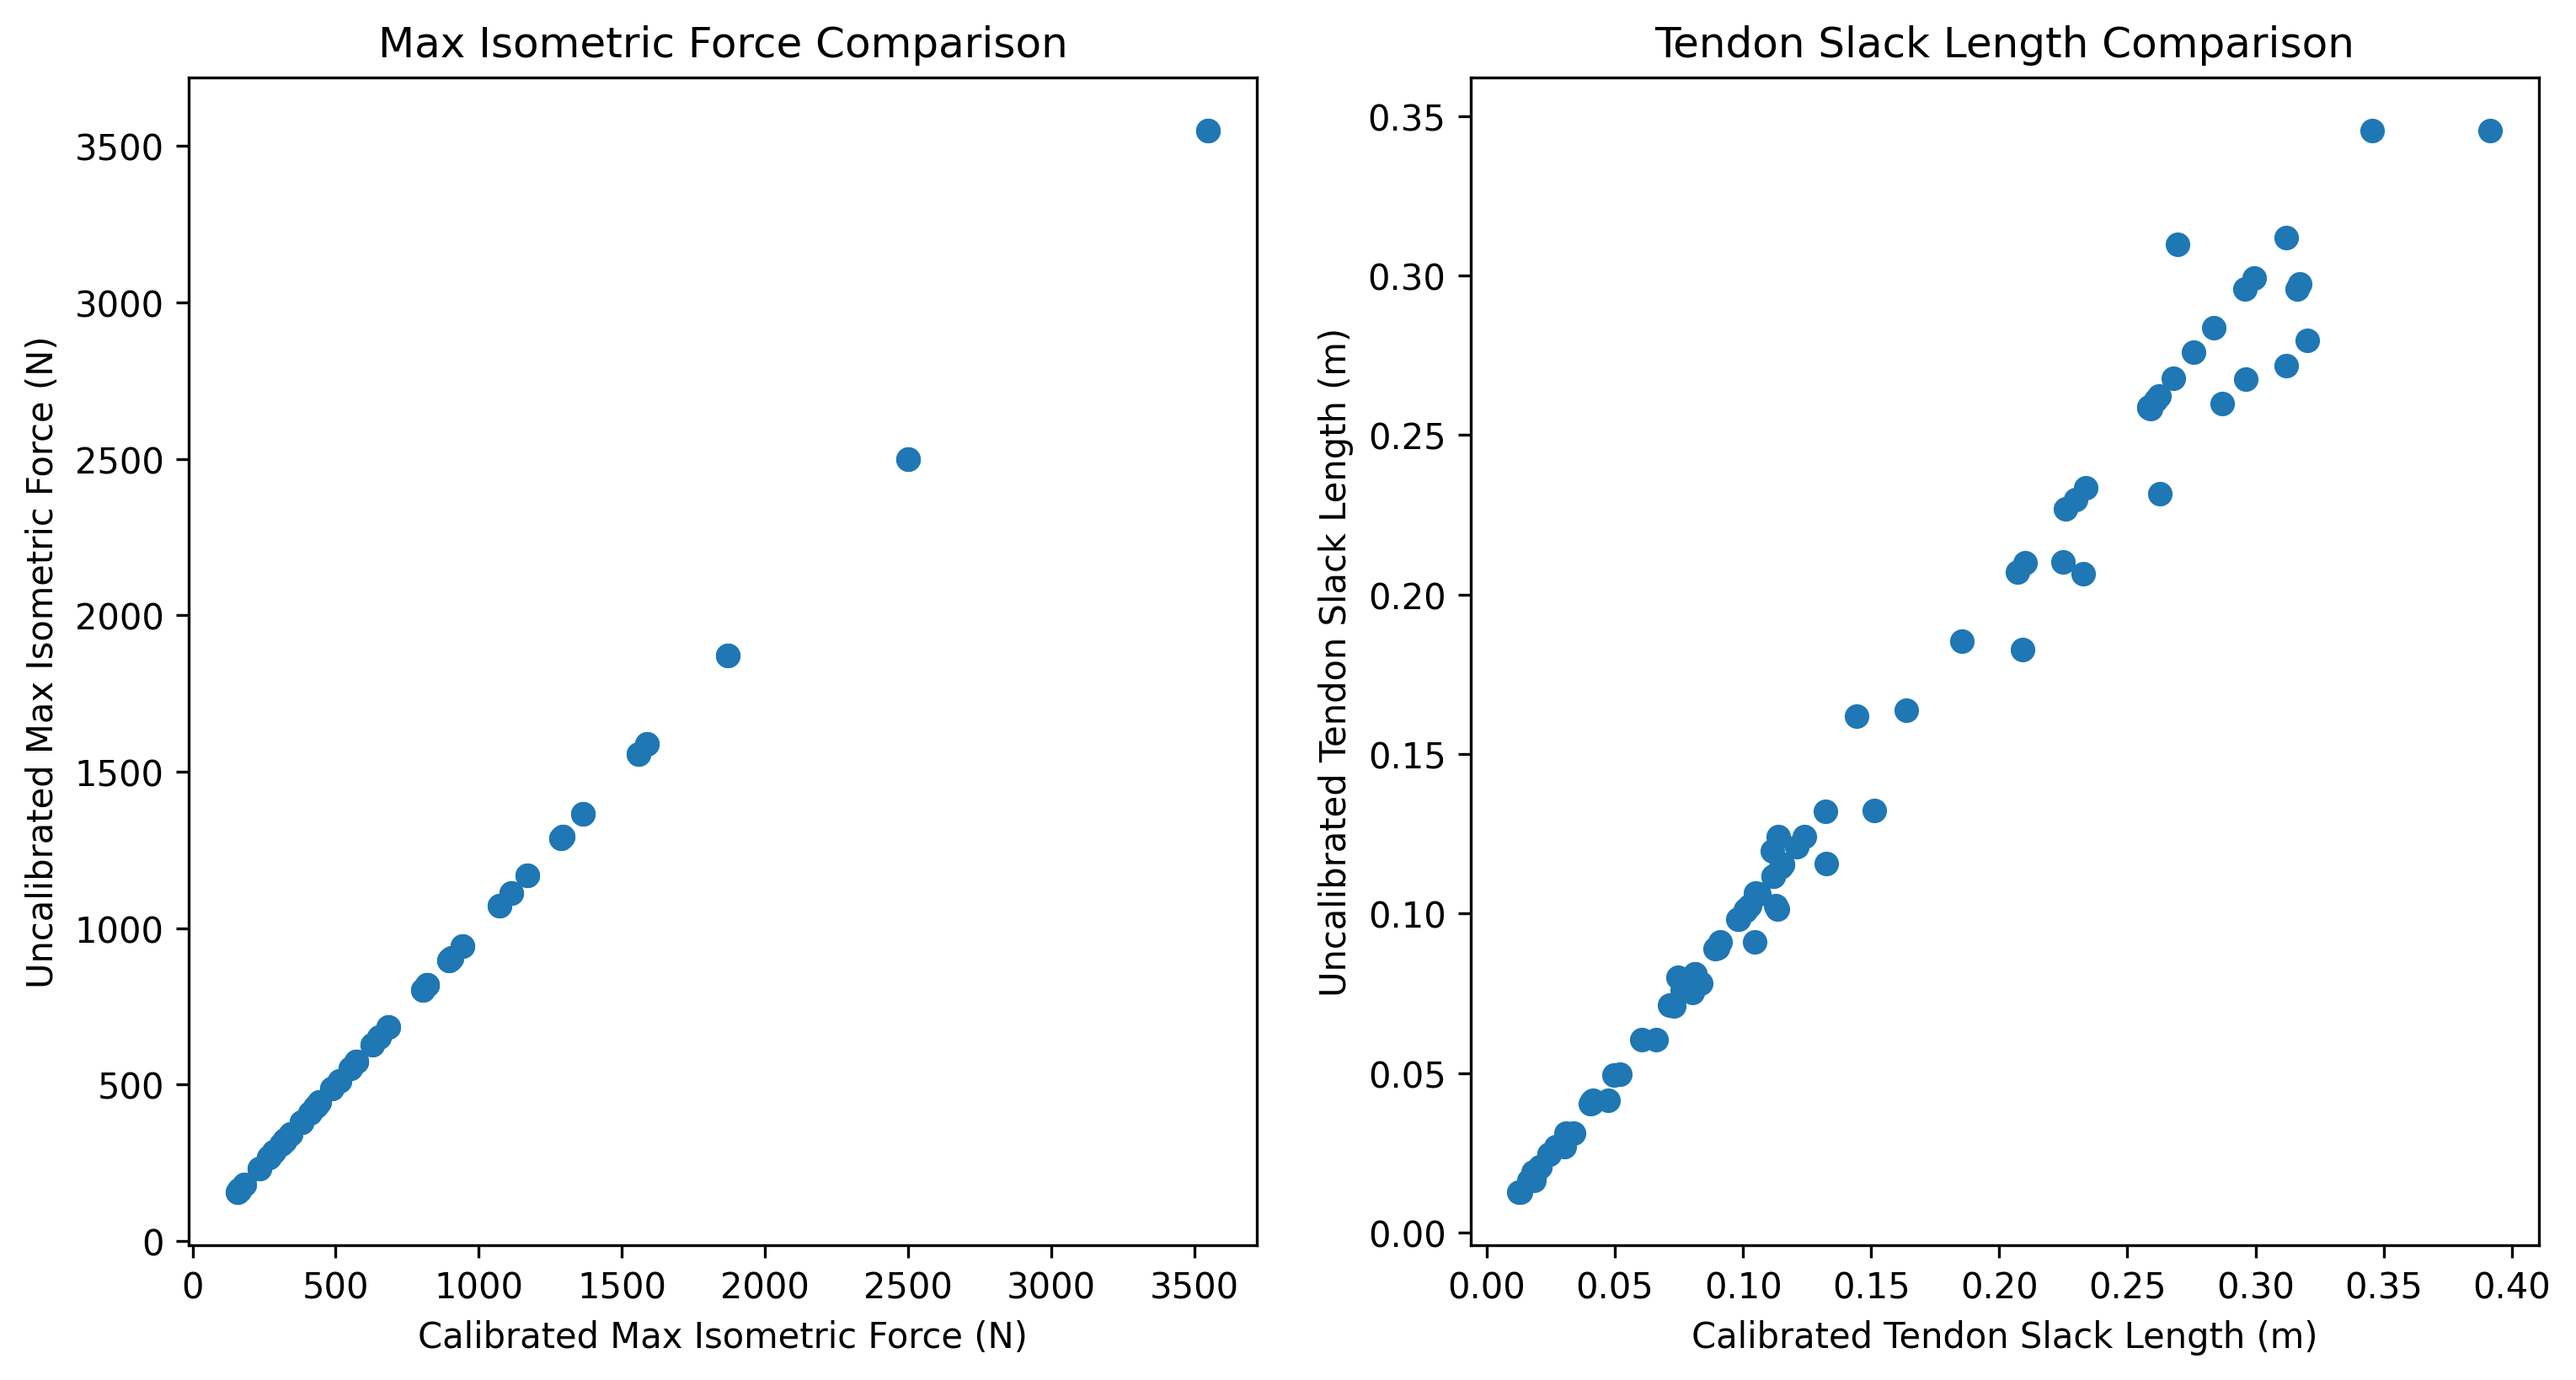 Max Isometric Force Comparison
Uncalibrated Max Isometric Force (N)
3500
3000
2500
2000
1500
1000
500
0
0 500 1000 1500 2000 2500 3000 3500
Calibrated Max Isometric Force (N)
Tendon Slack Length Comparison
Uncalibrated Tendon Slack Length (m)
0.35
0.30
0.25
0.20
0.15
0.10
0.05
0.00
0.00 0.05 0.10 0.15 0.20 0.25 0.30 0.35 0.40
Calibrated Tendon Slack Length (m)